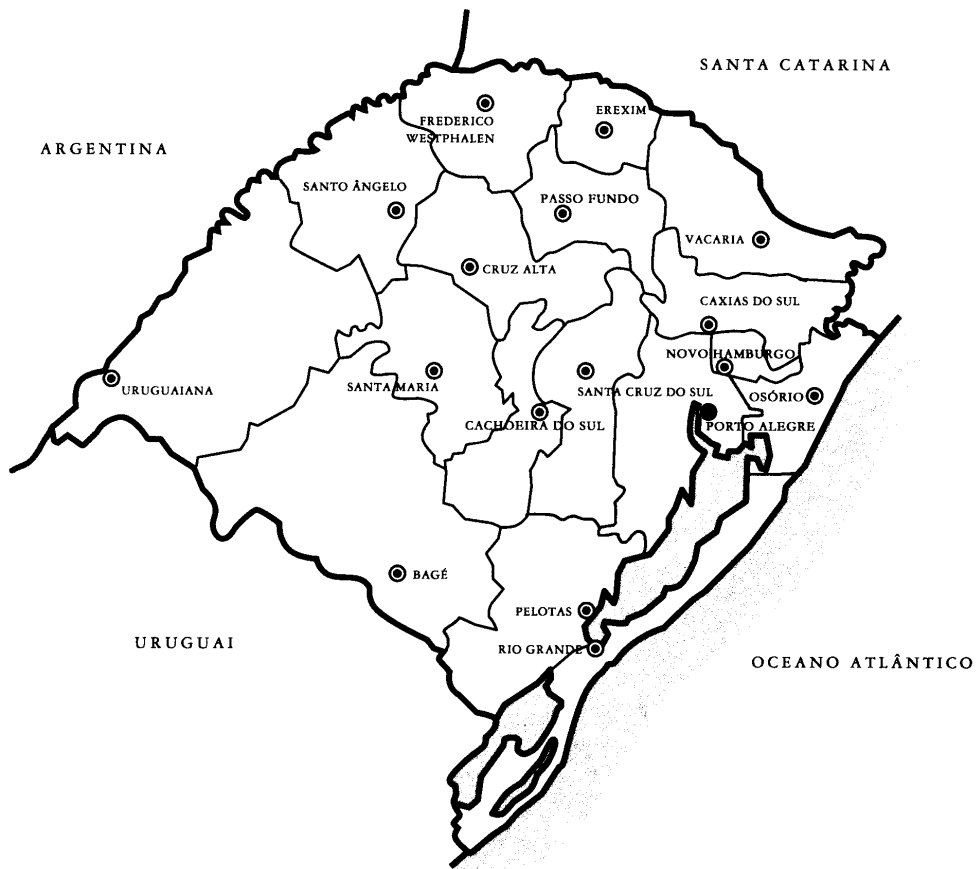 SANTA CATARINA
EREXIM
FREDERICO
WESTPHALEN
ARGENTINA
SANTO ÂNGELO
PASSO FUNDO
VACARIA
CRUZ ALTA
CAXIAS DO SUL
NOVO HAMBURGO
URUGUAIANA
SANTA MARIA
SANTA CRUZ DO SUL
OSÓRIO
CACHOEIRA DO SUL
PORTO ALEGRE
BAGÉ
PELOTAS
URUGUAI
RIO GRANDE
OCEANO ATLÂNTICO